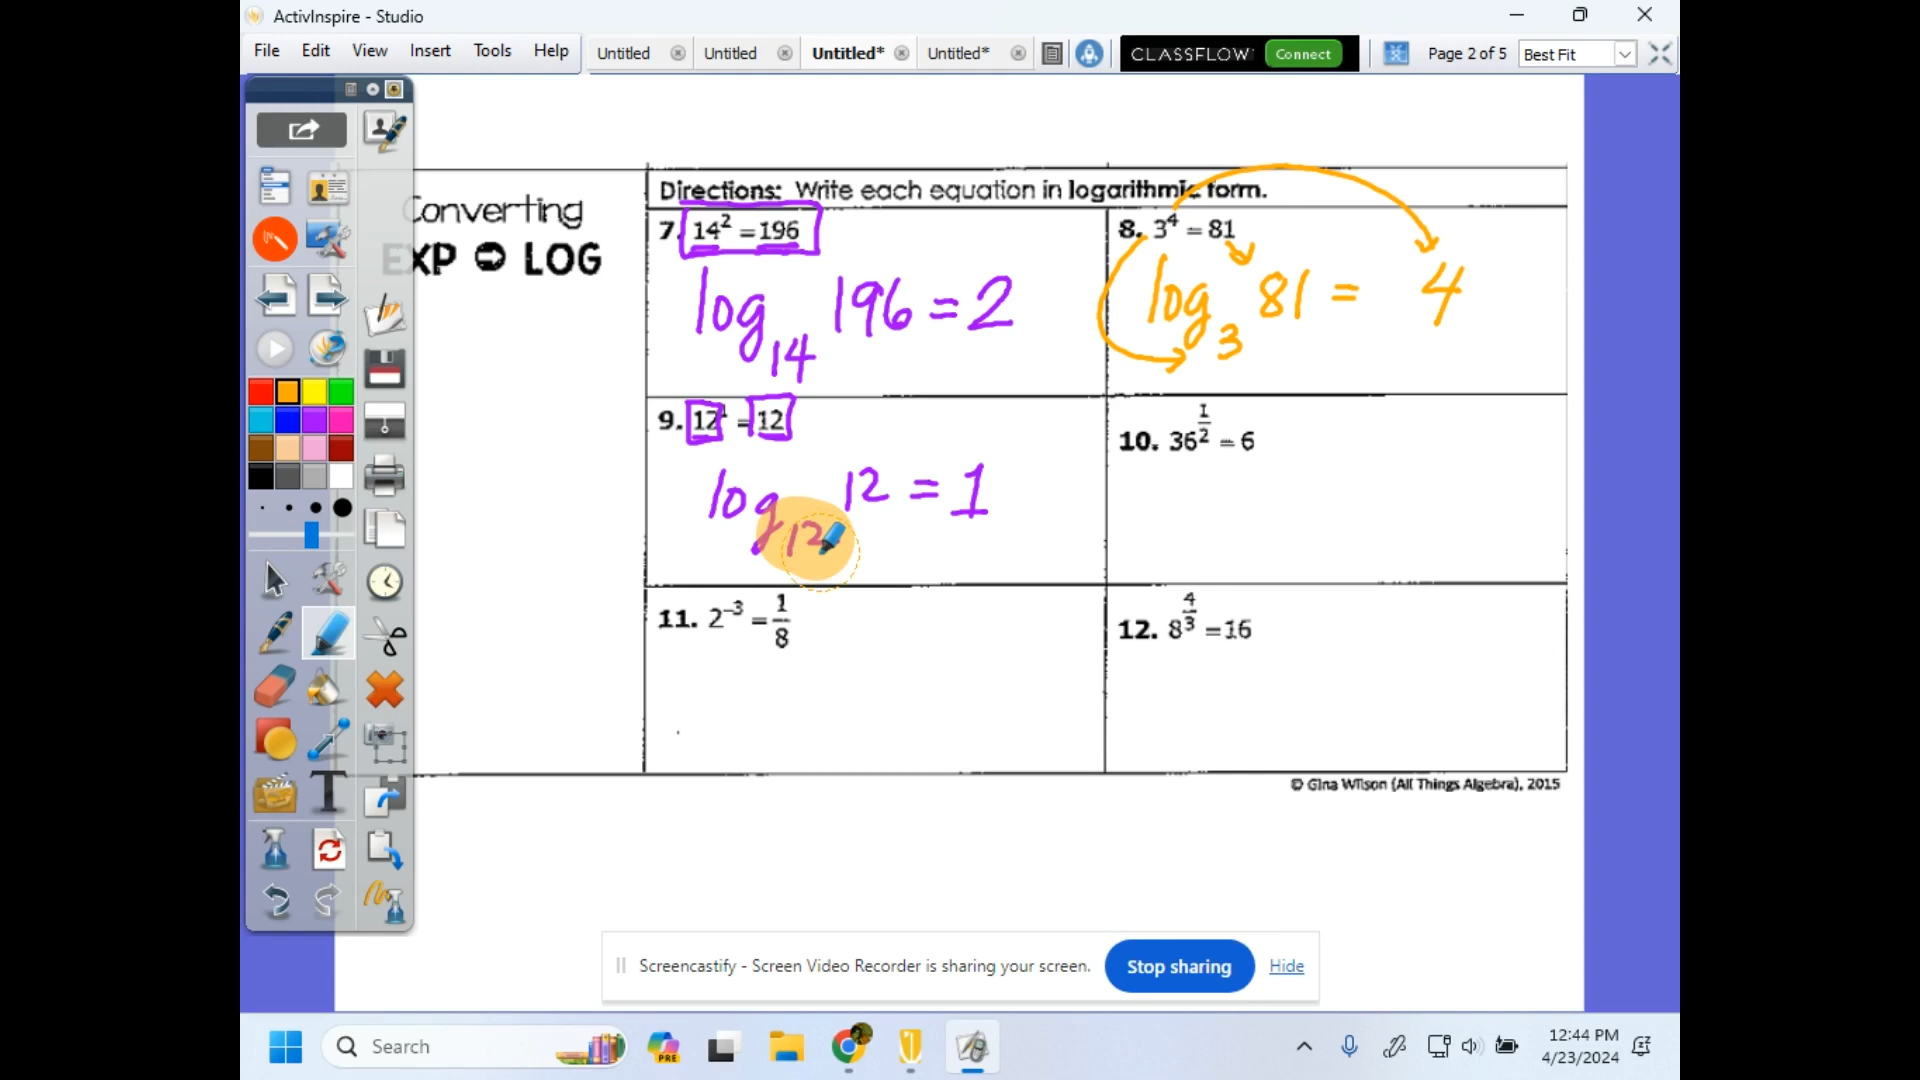 ActivInspire - Studio
File Edit View Insert Tools Help
Untitled Untitled Untitled* Untitled* CLASSFLOW Connect Page 2 of 5 Best Fit
Directions: Write each equation in logarithmic form.
Converting
EXP ➲ LOG
7. 14² = 196
log₁₄ 196 = 2
8. 3⁴ = 81
log₃ 81 = 4
9. 12¹ = 12
log₁₂ 12 = 1
10. 36^(1/2) = 6
11. 2⁻³ = 1/8
12. 8^(4/3) = 16
© Gina Wilson (All Things Algebra), 2015
Screencastify - Screen Video Recorder is sharing your screen. Stop sharing Hide
Search PRE 12:44 PM
4/23/2024